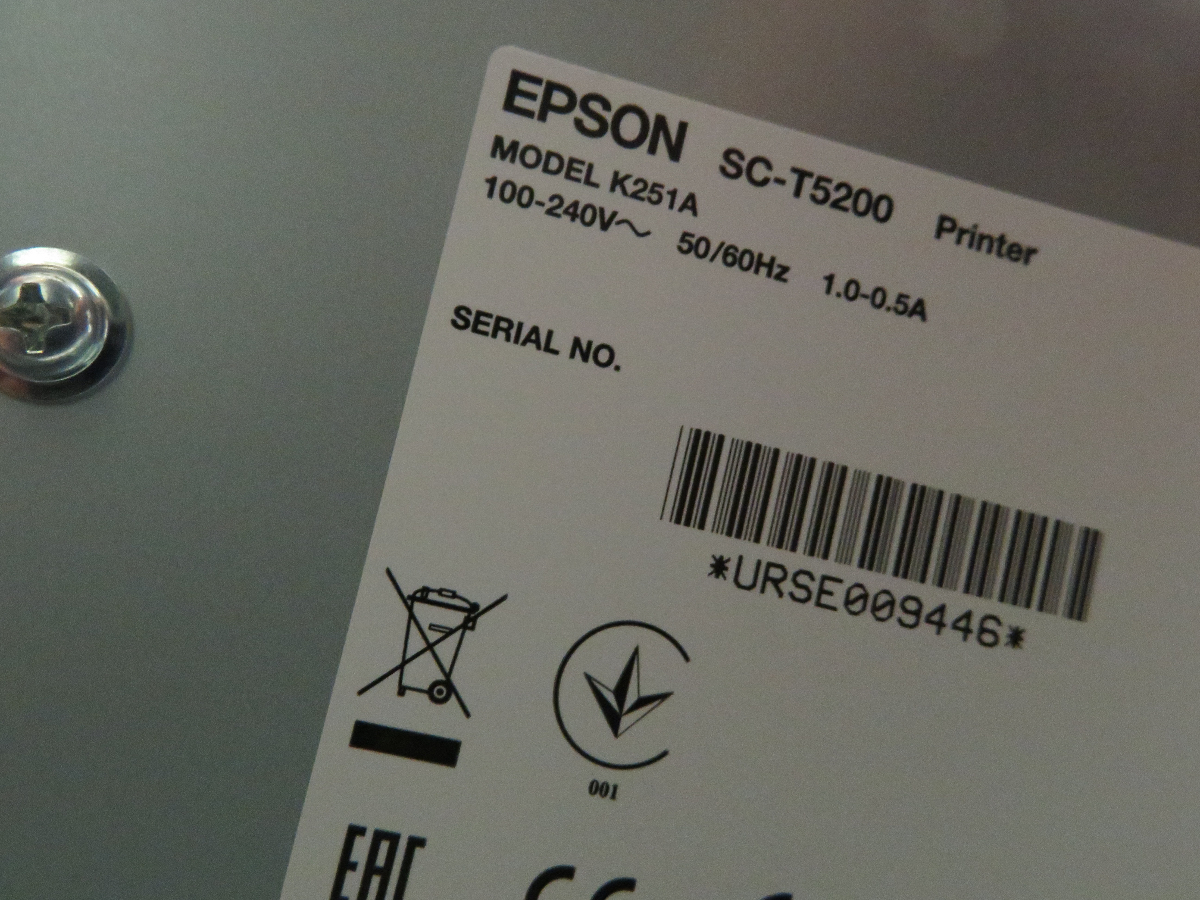 EPSON SC-T5200 Printer
MODEL K251A
100-240V~ 50/60Hz 1.0-0.5A
SERIAL NO.
*URSE009446*
001
EAC
CE